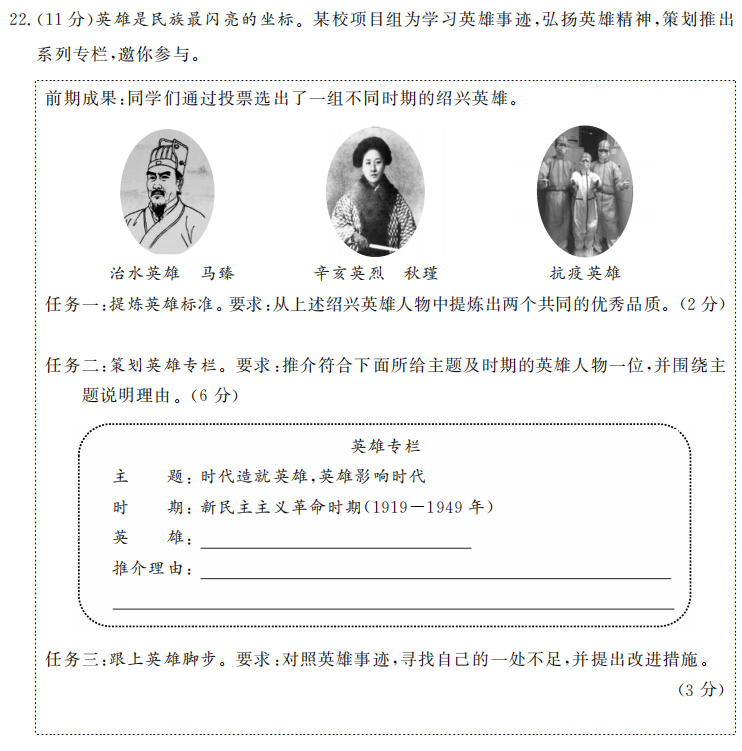 22.(11分)英雄是民族最闪亮的坐标。某校项目组为学习英雄事迹,弘扬英雄精神,策划推出
系列专栏,邀你参与。
前期成果:同学们通过投票选出了一组不同时期的绍兴英雄。
治水英雄 马臻 辛亥英烈 秋瑾 抗疫英雄
任务一:提炼英雄标准。要求:从上述绍兴英雄人物中提炼出两个共同的优秀品质。(2分)
任务二:策划英雄专栏。要求:推介符合下面所给主题及时期的英雄人物一位,并围绕主
题说明理由。(6分)
英雄专栏
主 题:时代造就英雄,英雄影响时代
时 期:新民主主义革命时期(1919－1949年)
英 雄:
推介理由:
任务三:跟上英雄脚步。要求:对照英雄事迹,寻找自己的一处不足,并提出改进措施。
(3分)